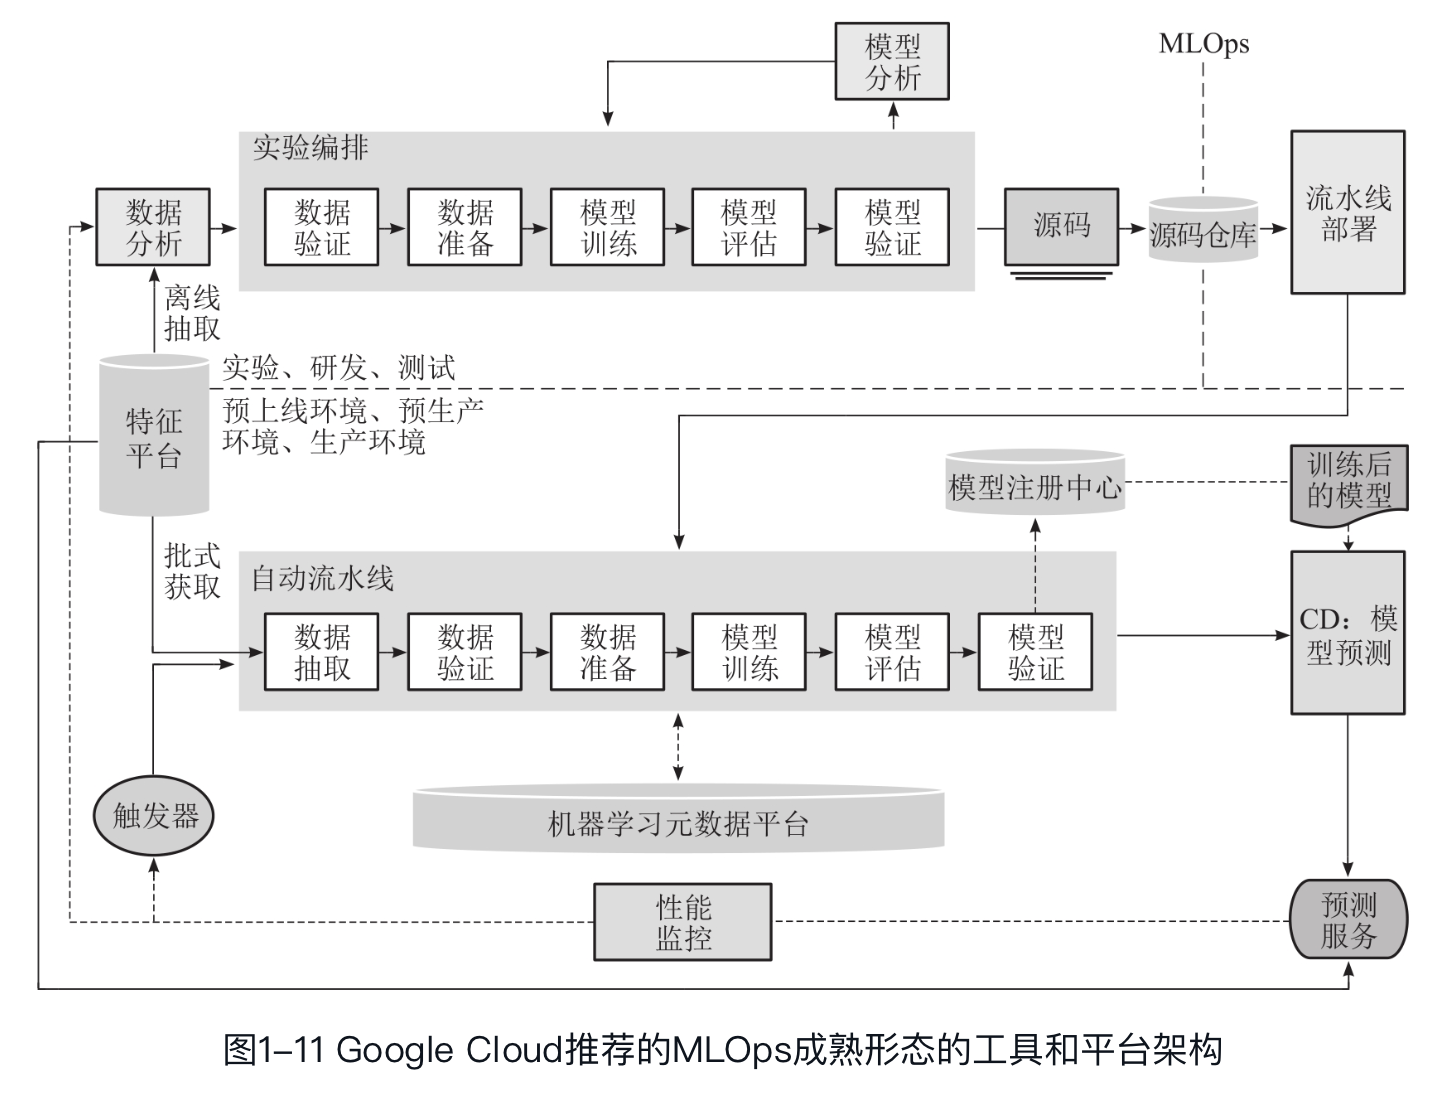 模型
分析
MLOps
实验编排
数据
分析
数据
验证
数据
准备
模型
训练
模型
评估
模型
验证
源码
源码仓库
流水线
部署
离线
抽取
实验、研发、测试
特征
平台
预上线环境、预生产
环境、生产环境
模型注册中心
训练后
的模型
批式
获取
自动流水线
数据
抽取
数据
验证
数据
准备
模型
训练
模型
评估
模型
验证
CD：模
型预测
触发器
机器学习元数据平台
性能
监控
预测
服务
图1–11 Google Cloud推荐的MLOps成熟形态的工具和平台架构